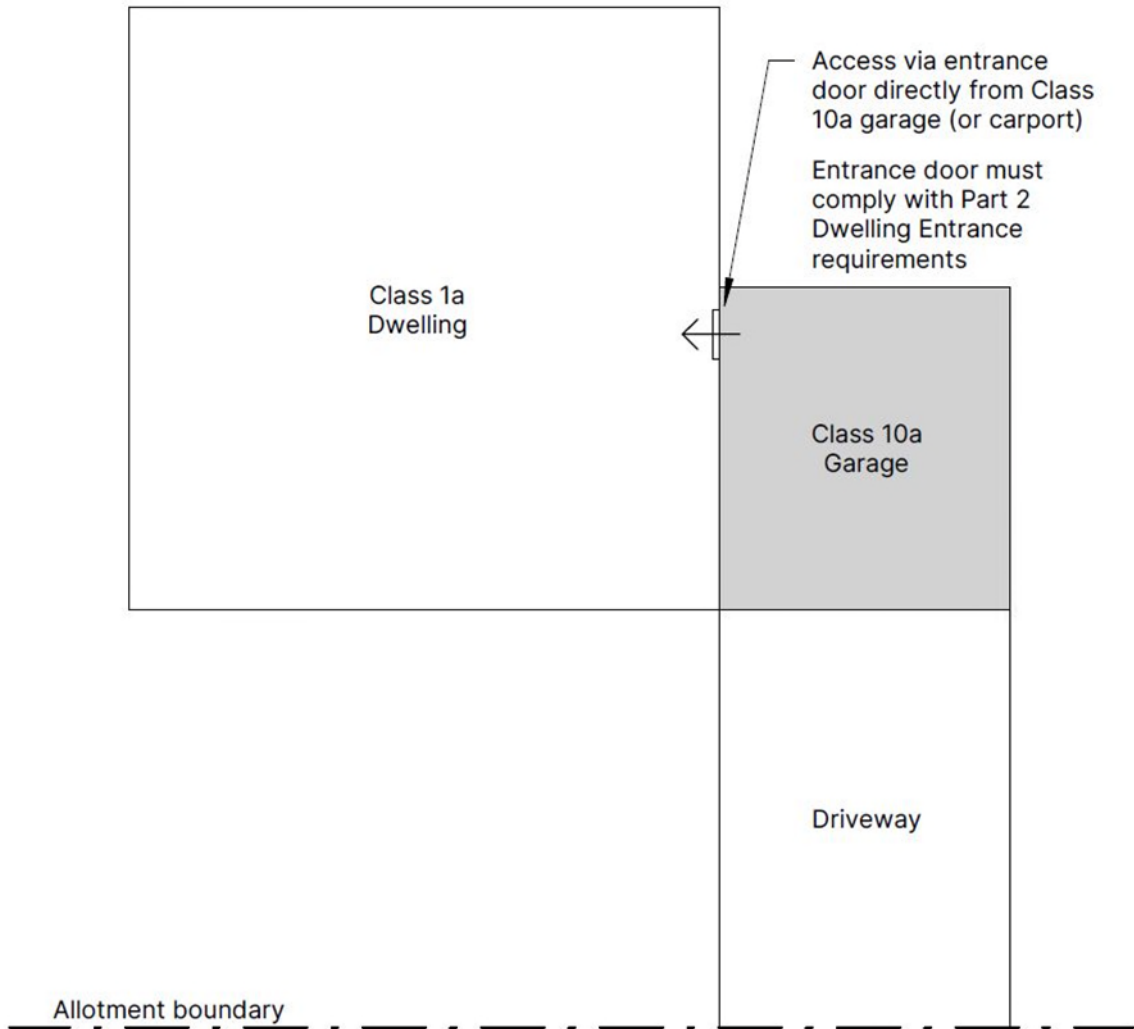 Access via entrance
door directly from Class
10a garage (or carport)
Entrance door must
comply with Part 2
Dwelling Entrance
requirements
Class 1a
Dwelling
Class 10a
Garage
Driveway
Allotment boundary